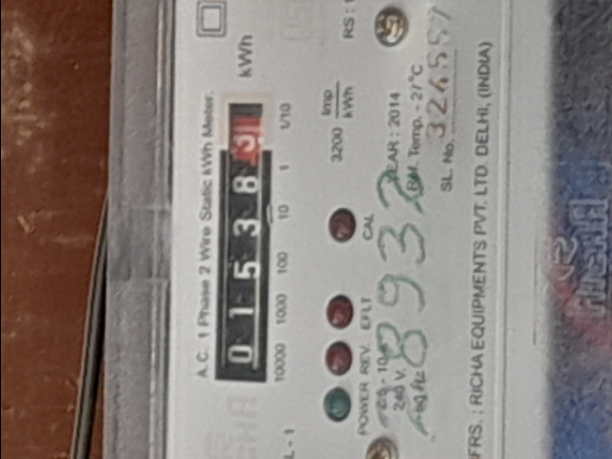 A.C. 1 Phase 2 Wire Static kWh Meter.
0 1 5 3 8 3
kWh
10000 1000 100 10 1 1/10
3200 Imp/kWh
RS :
POWER REV. EFLT CAL
240 V.
YEAR : 2014
Ref. Temp. - 27°C
8932
SL. No. 326557
MFRS. : RICHA EQUIPMENTS PVT. LTD. DELHI, (INDIA)